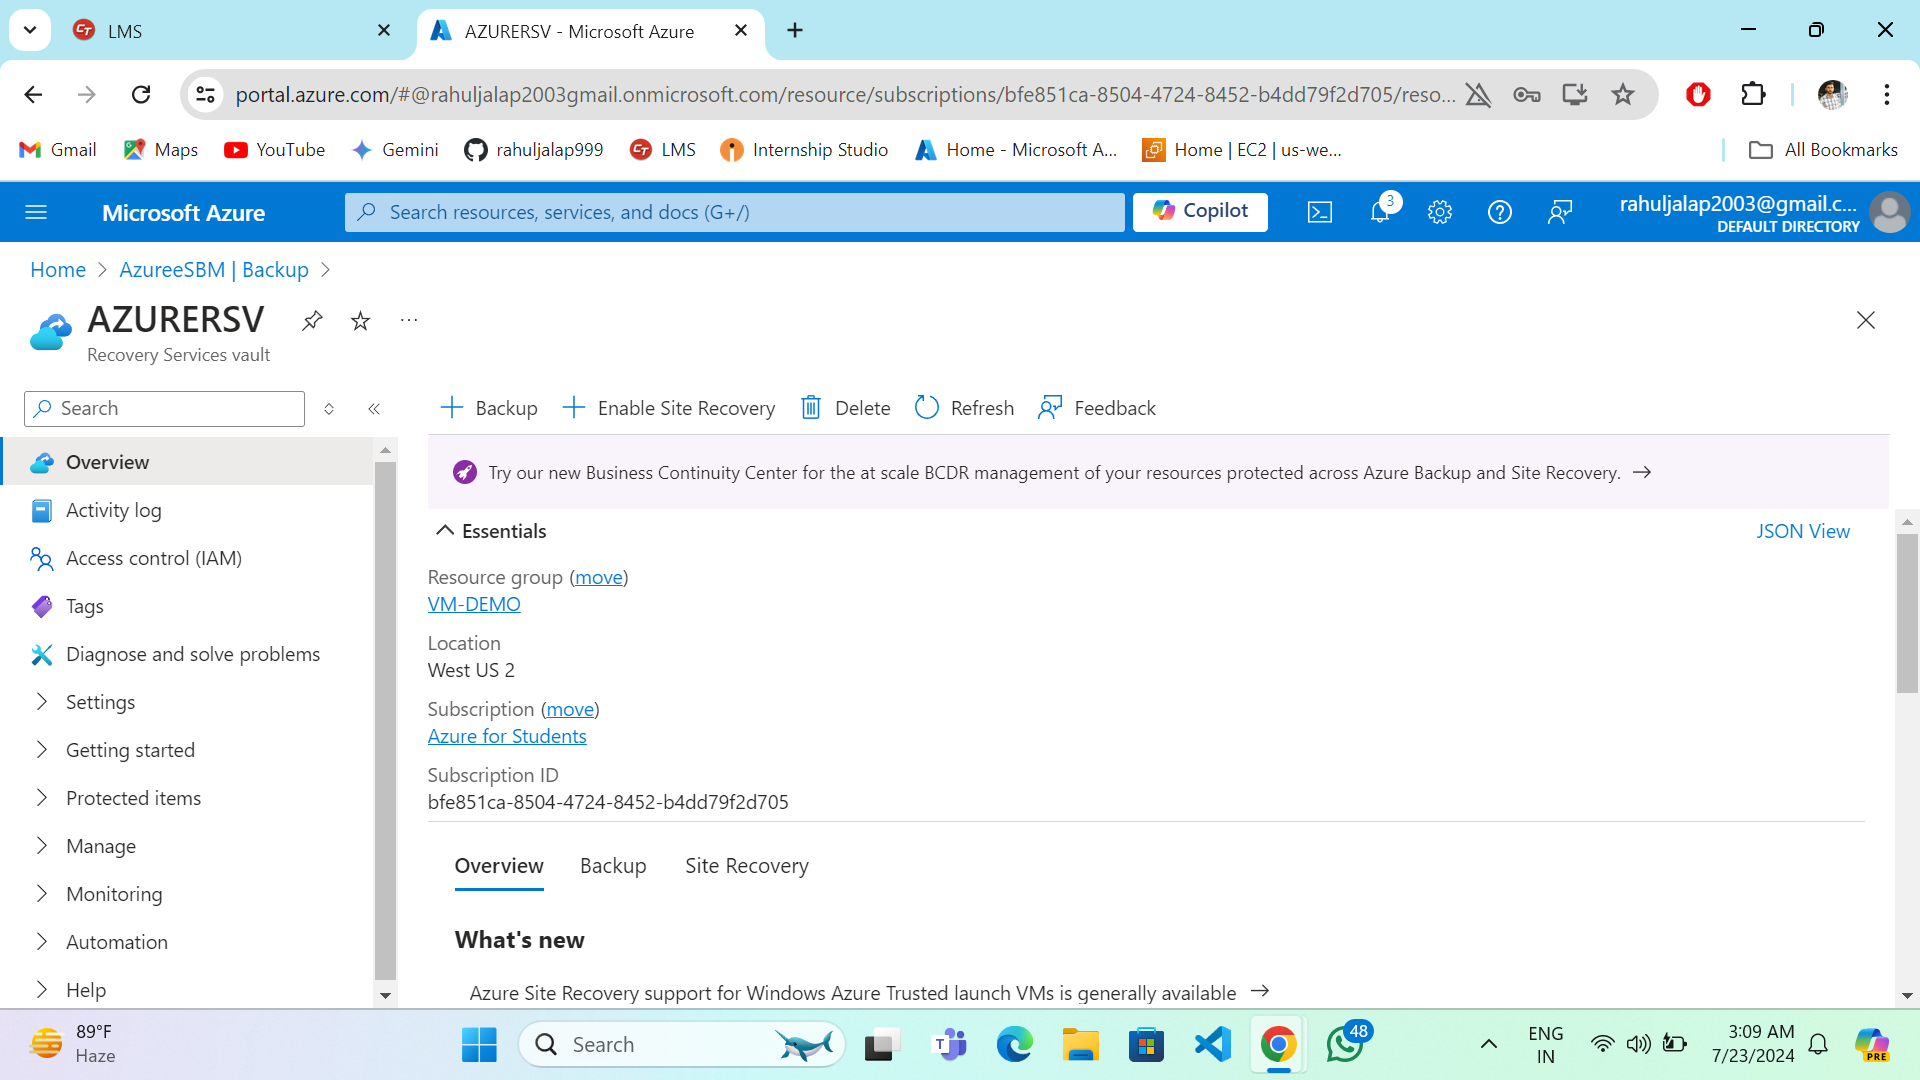 LMS
AZURERSV - Microsoft Azure
portal.azure.com/#@rahuljalap2003gmail.onmicrosoft.com/resource/subscriptions/bfe851ca-8504-4724-8452-b4dd79f2d705/reso...
Gmail
Maps
YouTube
Gemini
rahuljalap999
LMS
Internship Studio
Home - Microsoft A...
Home | EC2 | us-we...
All Bookmarks
Microsoft Azure
Search resources, services, and docs (G+/)
Copilot
3
rahuljalap2003@gmail.c...
DEFAULT DIRECTORY
Home
AzureeSBM | Backup
AZURERSV
Recovery Services vault
Search
Backup
Enable Site Recovery
Delete
Refresh
Feedback
Overview
Activity log
Access control (IAM)
Tags
Diagnose and solve problems
Settings
Getting started
Protected items
Manage
Monitoring
Automation
Help
Try our new Business Continuity Center for the at scale BCDR management of your resources protected across Azure Backup and Site Recovery.
Essentials
JSON View
Resource group (move)
VM-DEMO
Location
West US 2
Subscription (move)
Azure for Students
Subscription ID
bfe851ca-8504-4724-8452-b4dd79f2d705
Overview
Backup
Site Recovery
What's new
Azure Site Recovery support for Windows Azure Trusted launch VMs is generally available
89°F
Haze
Search
48
ENG
IN
3:09 AM
7/23/2024
PRE